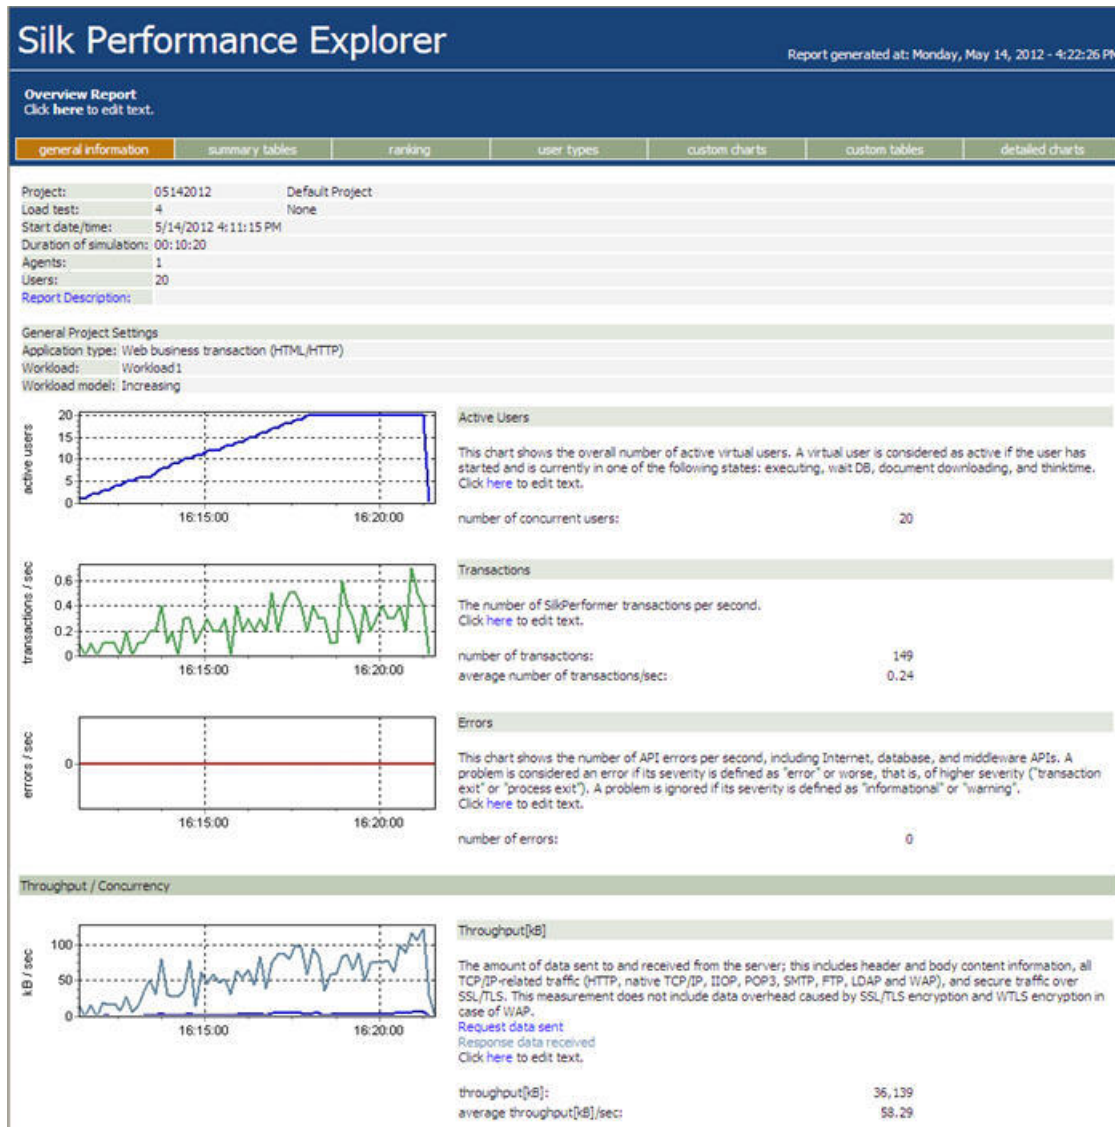 Silk Performance Explorer
Report generated at: Monday, May 14, 2012 - 4:22:26 PM
Overview Report
Click here to edit text.
general information summary tables ranking user types custom charts custom tables detailed charts
Project: 05142012 Default Project
Load test: 4 None
Start date/time: 5/14/2012 4:11:15 PM
Duration of simulation: 00:10:20
Agents: 1
Users: 20
Report Description:
General Project Settings
Application type: Web business transaction (HTML/HTTP)
Workload: Workload1
Workload model: Increasing
active users
20
15
10
5
0
16:15:00 16:20:00
Active Users
This chart shows the overall number of active virtual users. A virtual user is considered as active if the user has
started and is currently in one of the following states: executing, wait DB, document downloading, and thinktime.
Click here to edit text.
number of concurrent users: 20
transactions / sec
0.6
0.4
0.2
0
16:15:00 16:20:00
Transactions
The number of SilkPerformer transactions per second.
Click here to edit text.
number of transactions: 149
average number of transactions/sec: 0.24
errors / sec
0
16:15:00 16:20:00
Errors
This chart shows the number of API errors per second, including Internet, database, and middleware APIs. A
problem is considered an error if its severity is defined as "error" or worse, that is, of higher severity ("transaction
exit" or "process exit"). A problem is ignored if its severity is defined as "informational" or "warning".
Click here to edit text.
number of errors: 0
Throughput / Concurrency
kB / sec
100
50
0
16:15:00 16:20:00
Throughput[kB]
The amount of data sent to and received from the server; this includes header and body content information, all
TCP/IP-related traffic (HTTP, native TCP/IP, IIOP, POP3, SMTP, FTP, LDAP and WAP), and secure traffic over
SSL/TLS. This measurement does not include data overhead caused by SSL/TLS encryption and WTLS encryption in
case of WAP.
Request data sent
Response data received
Click here to edit text.
throughput[kB]: 36,139
average throughput[kB]/sec: 58.29